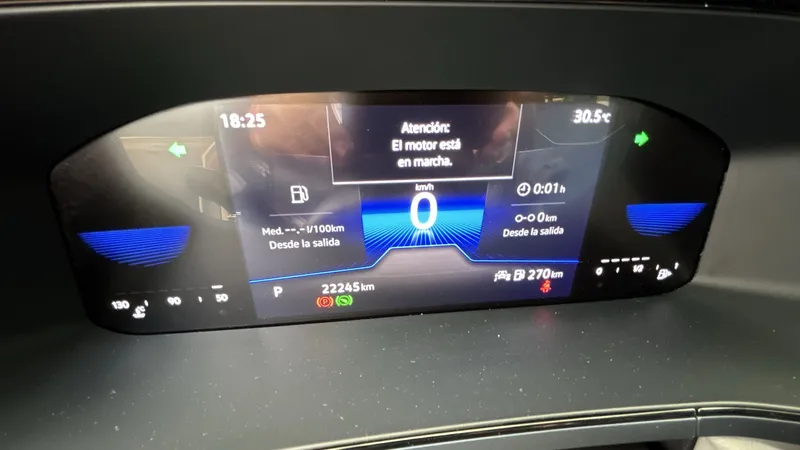 18:25
Atención:
El motor está
en marcha.
30.5°C
km/h
0
Med. --,- l/100km
Desde la salida
0:01 h
0 km
Desde la salida
P
22245 km
270 km
130 90 50
0 1/2
P